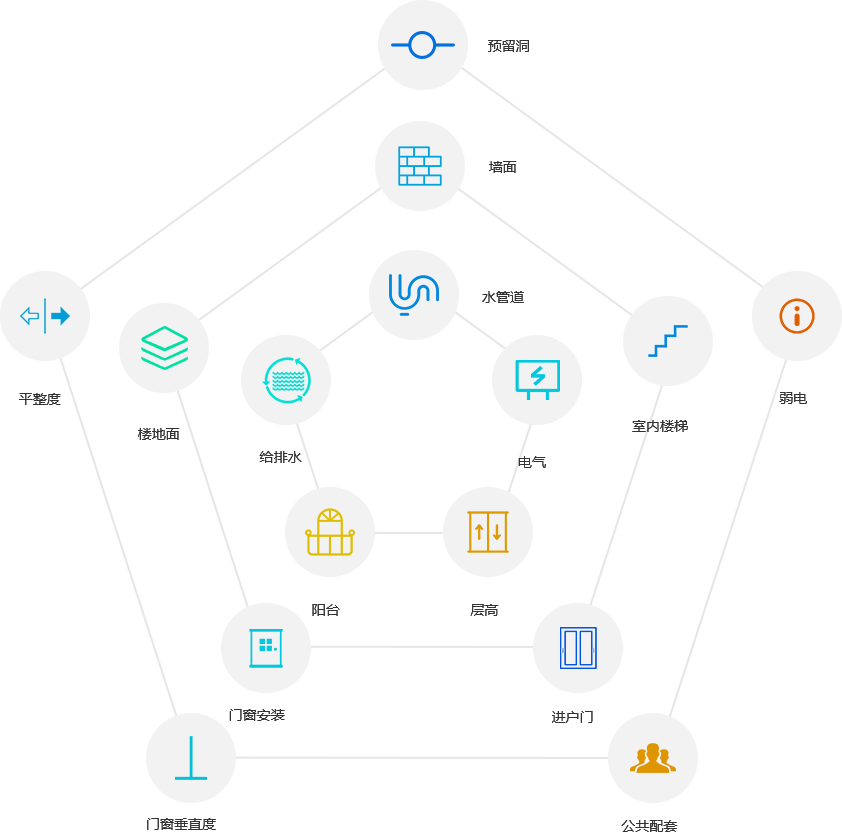 预留洞
墙面
水管道
平整度
弱电
室内楼梯
楼地面
给排水
电气
阳台
层高
门窗安装
进户门
门窗垂直度
公共配套